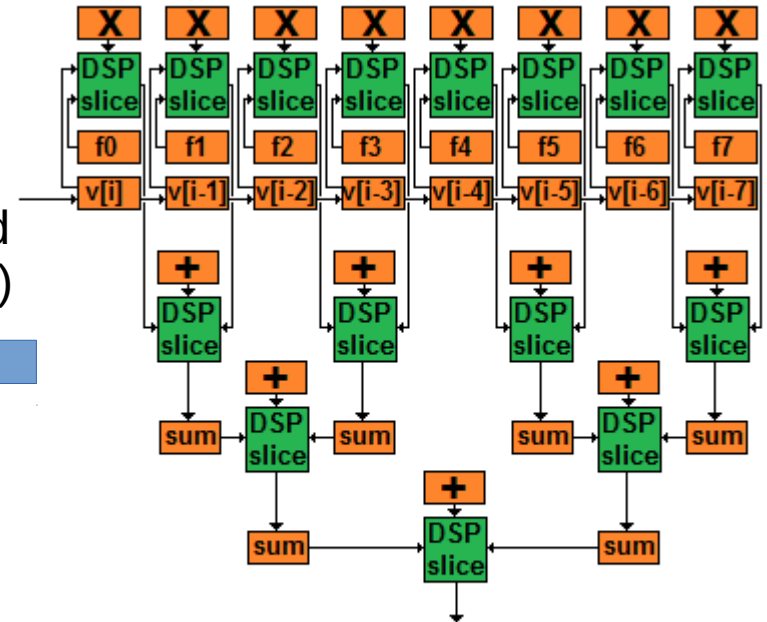 X X X X X X X X
DSP DSP DSP DSP DSP DSP DSP DSP
slice slice slice slice slice slice slice slice
f0 f1 f2 f3 f4 f5 f6 f7
v[i] v[i-1] v[i-2] v[i-3] v[i-4] v[i-5] v[i-6] v[i-7]
d
)
+ + + +
DSP DSP DSP DSP
slice slice slice slice
+ +
DSP DSP
sum sum sum sum
slice slice
+
DSP
sum sum
slice